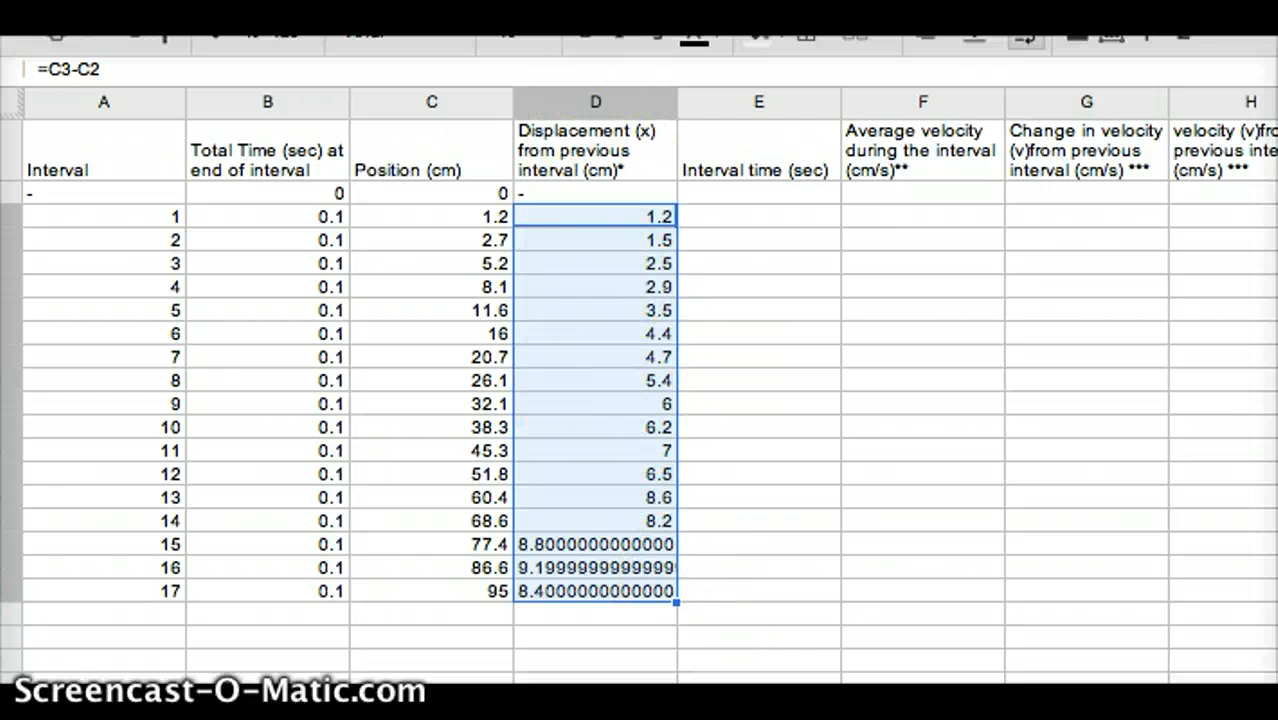 =C3-C2
A B C D E F G H
Interval
Total Time (sec) at
end of interval
Position (cm)
Displacement (x)
from previous
interval (cm)*
Interval time (sec)
Average velocity
during the interval
(cm/s)**
Change in velocity
(v)from previous
interval (cm/s) ***
velocity (v)fro
previous inte
(cm/s) ***
- 0 0 -
1 0.1 1.2 1.2
2 0.1 2.7 1.5
3 0.1 5.2 2.5
4 0.1 8.1 2.9
5 0.1 11.6 3.5
6 0.1 16 4.4
7 0.1 20.7 4.7
8 0.1 26.1 5.4
9 0.1 32.1 6
10 0.1 38.3 6.2
11 0.1 45.3 7
12 0.1 51.8 6.5
13 0.1 60.4 8.6
14 0.1 68.6 8.2
15 0.1 77.4 8.8000000000000
16 0.1 86.6 9.1999999999999
17 0.1 95 8.4000000000000
Screencast-O-Matic.com